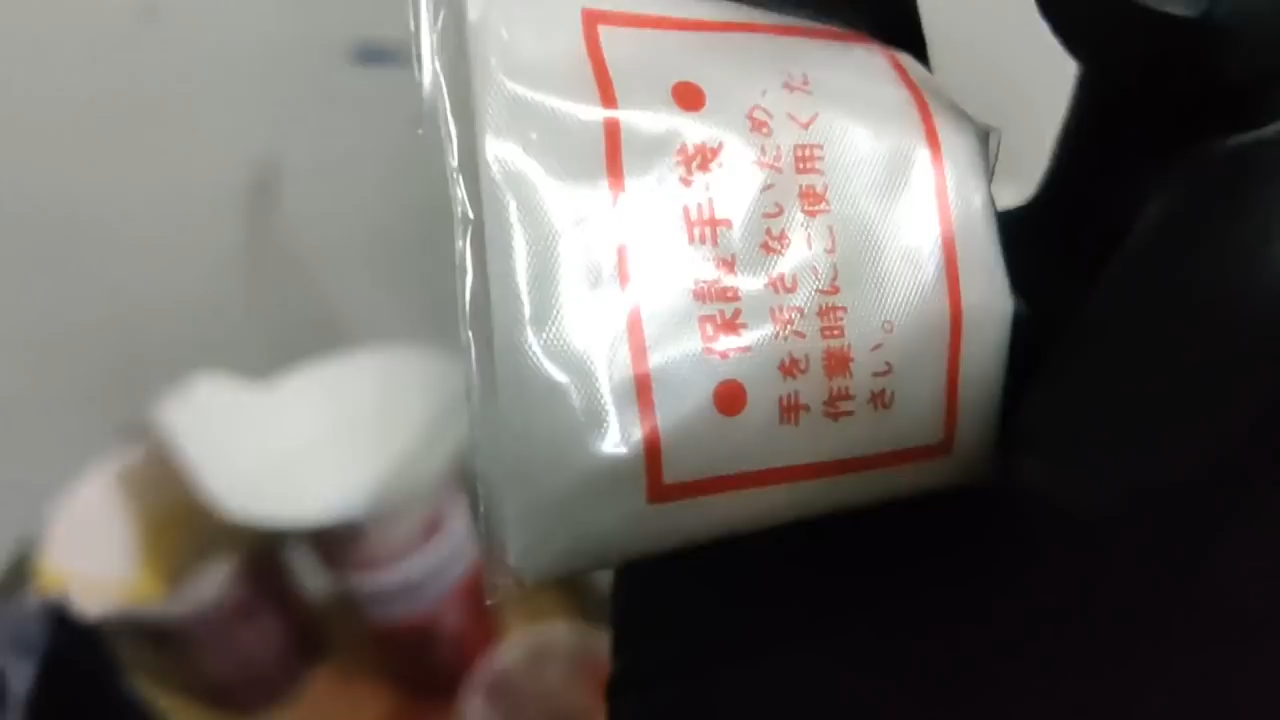 ●保護手袋●
手を汚さないため、
作業時にご使用くだ
さい。